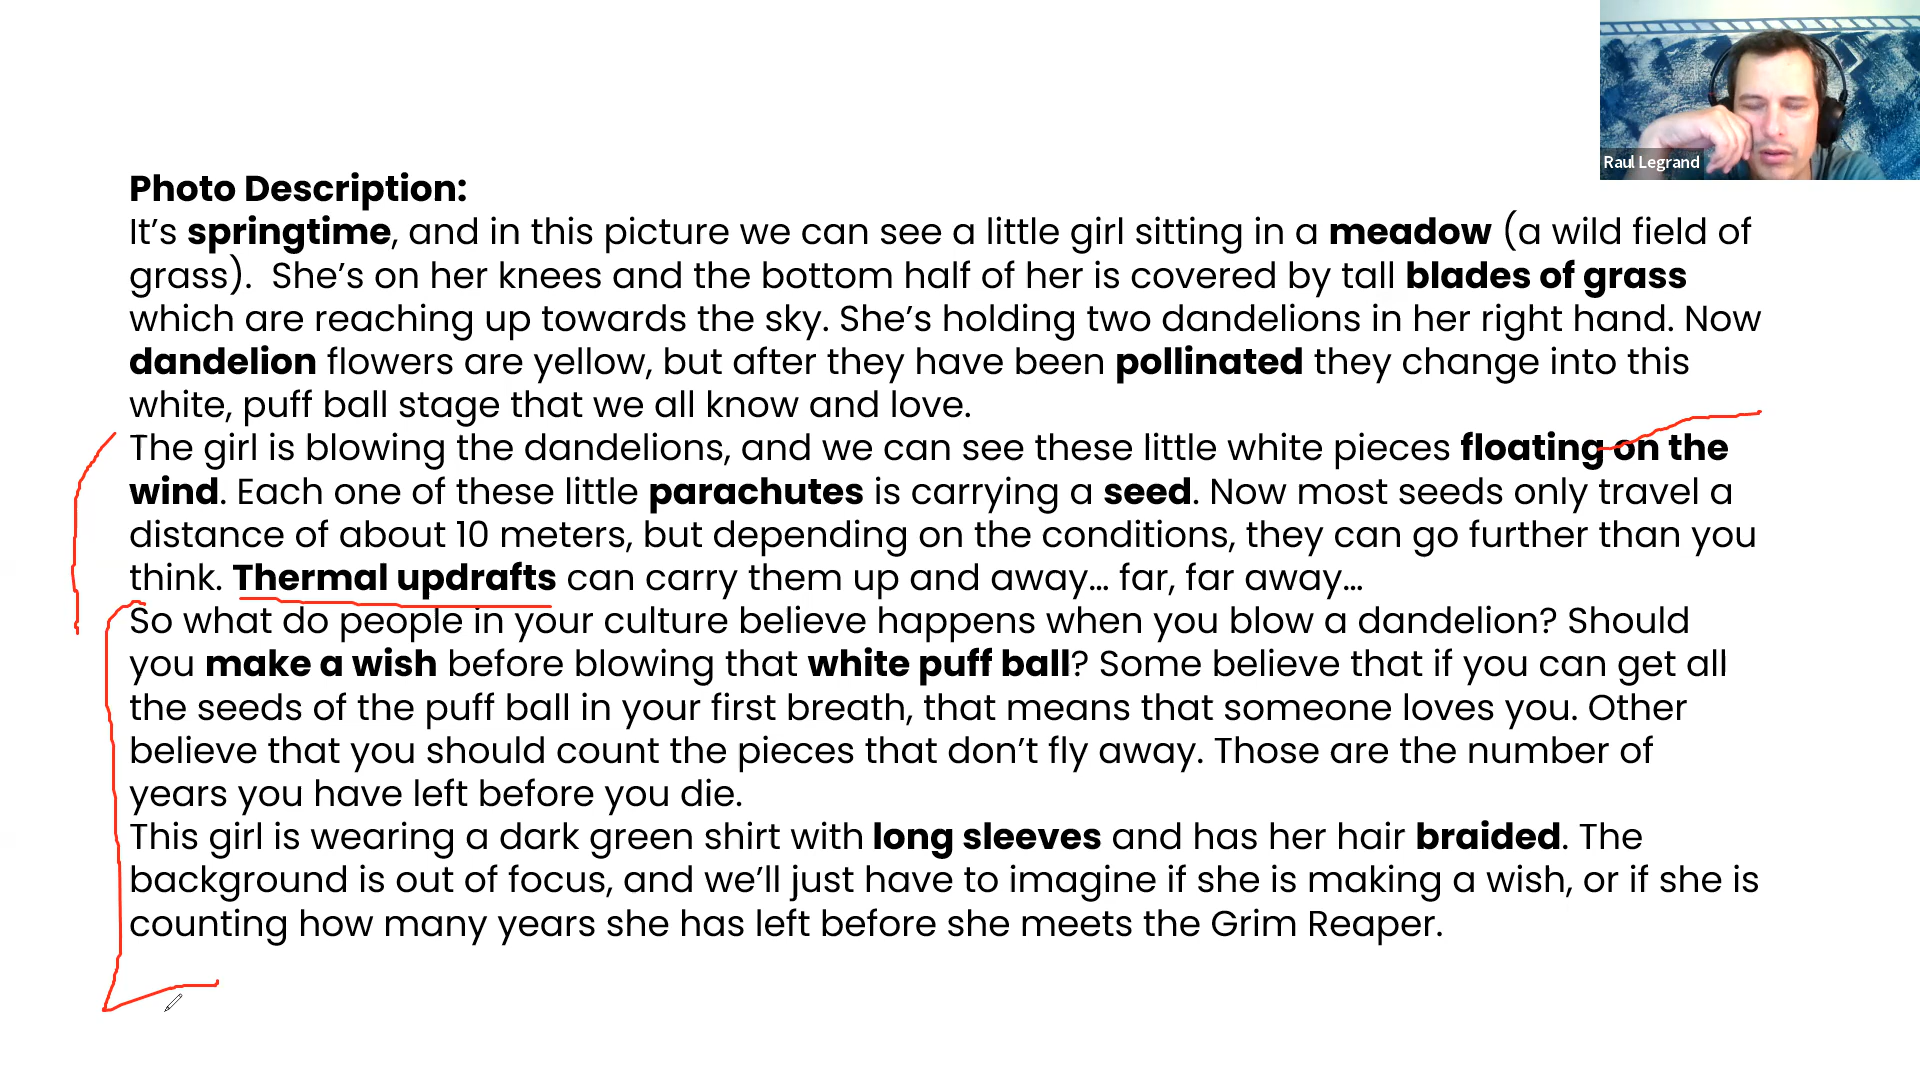 Raul Legrand
Photo Description:
It’s springtime, and in this picture we can see a little girl sitting in a meadow (a wild field of
grass).  She’s on her knees and the bottom half of her is covered by tall blades of grass
which are reaching up towards the sky. She’s holding two dandelions in her right hand. Now
dandelion flowers are yellow, but after they have been pollinated they change into this
white, puff ball stage that we all know and love.
The girl is blowing the dandelions, and we can see these little white pieces floating on the
wind. Each one of these little parachutes is carrying a seed. Now most seeds only travel a
distance of about 10 meters, but depending on the conditions, they can go further than you
think. Thermal updrafts can carry them up and away... far, far away...
So what do people in your culture believe happens when you blow a dandelion? Should
you make a wish before blowing that white puff ball? Some believe that if you can get all
the seeds of the puff ball in your first breath, that means that someone loves you. Other
believe that you should count the pieces that don’t fly away. Those are the number of
years you have left before you die.
This girl is wearing a dark green shirt with long sleeves and has her hair braided. The
background is out of focus, and we’ll just have to imagine if she is making a wish, or if she is
counting how many years she has left before she meets the Grim Reaper.